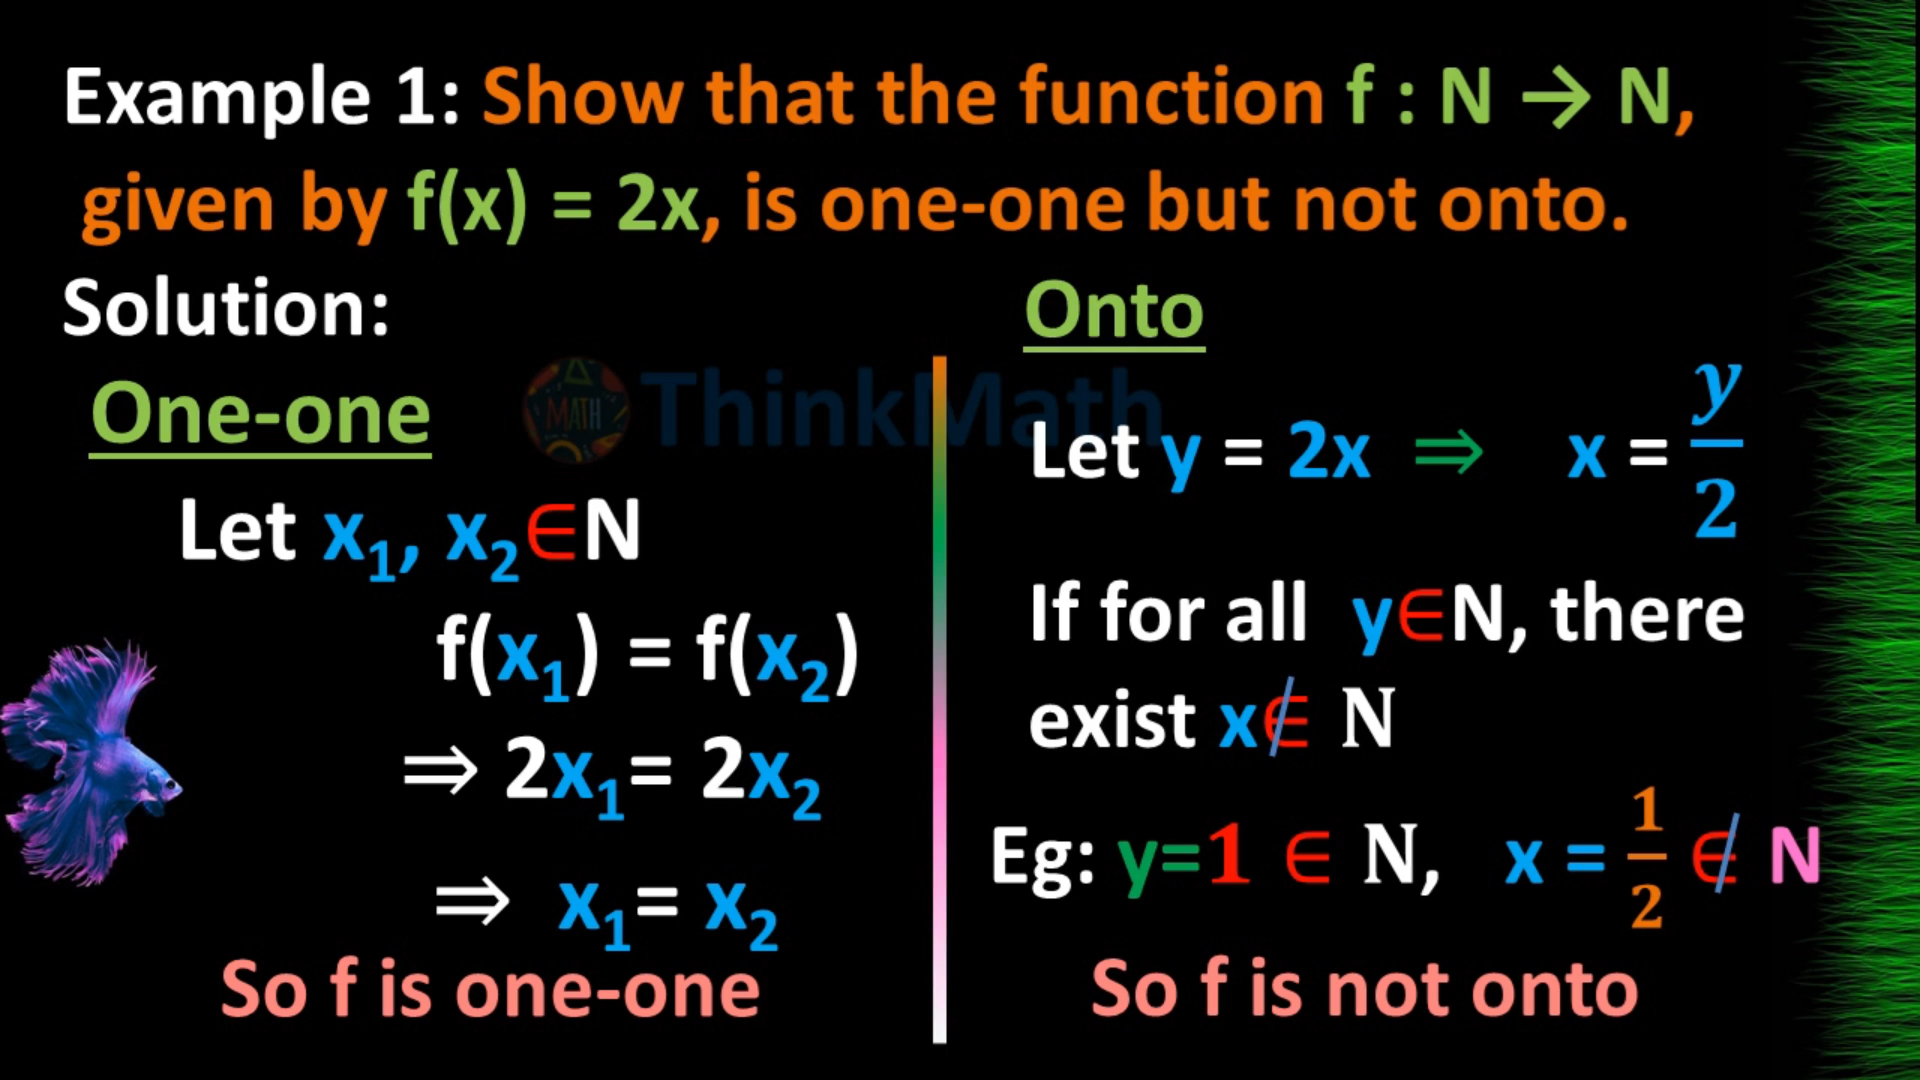 Example 1: Show that the function f : N → N,
given by f(x) = 2x, is one-one but not onto.
Solution:
One-one
MATH ThinkMath
Let x₁, x₂∈N
f(x₁) = f(x₂)
⇒ 2x₁= 2x₂
⇒ x₁= x₂
So f is one-one
Onto
Let y = 2x ⇒ x = y/2
If for all y∈N, there
exist x∉ N
Eg: y=1 ∈ N, x = 1/2 ∉ N
So f is not onto